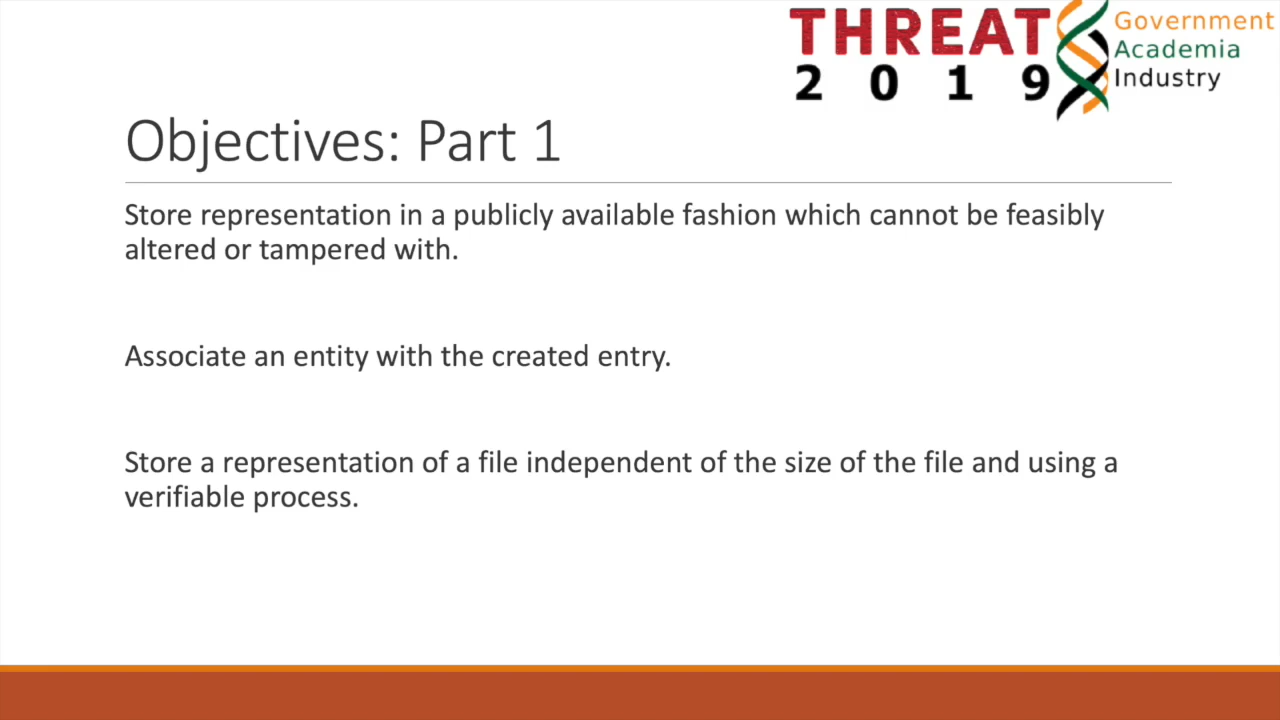 THREAT
2 0 1 9
Government
Academia
Industry
Objectives: Part 1
Store representation in a publicly available fashion which cannot be feasibly
altered or tampered with.
Associate an entity with the created entry.
Store a representation of a file independent of the size of the file and using a
verifiable process.